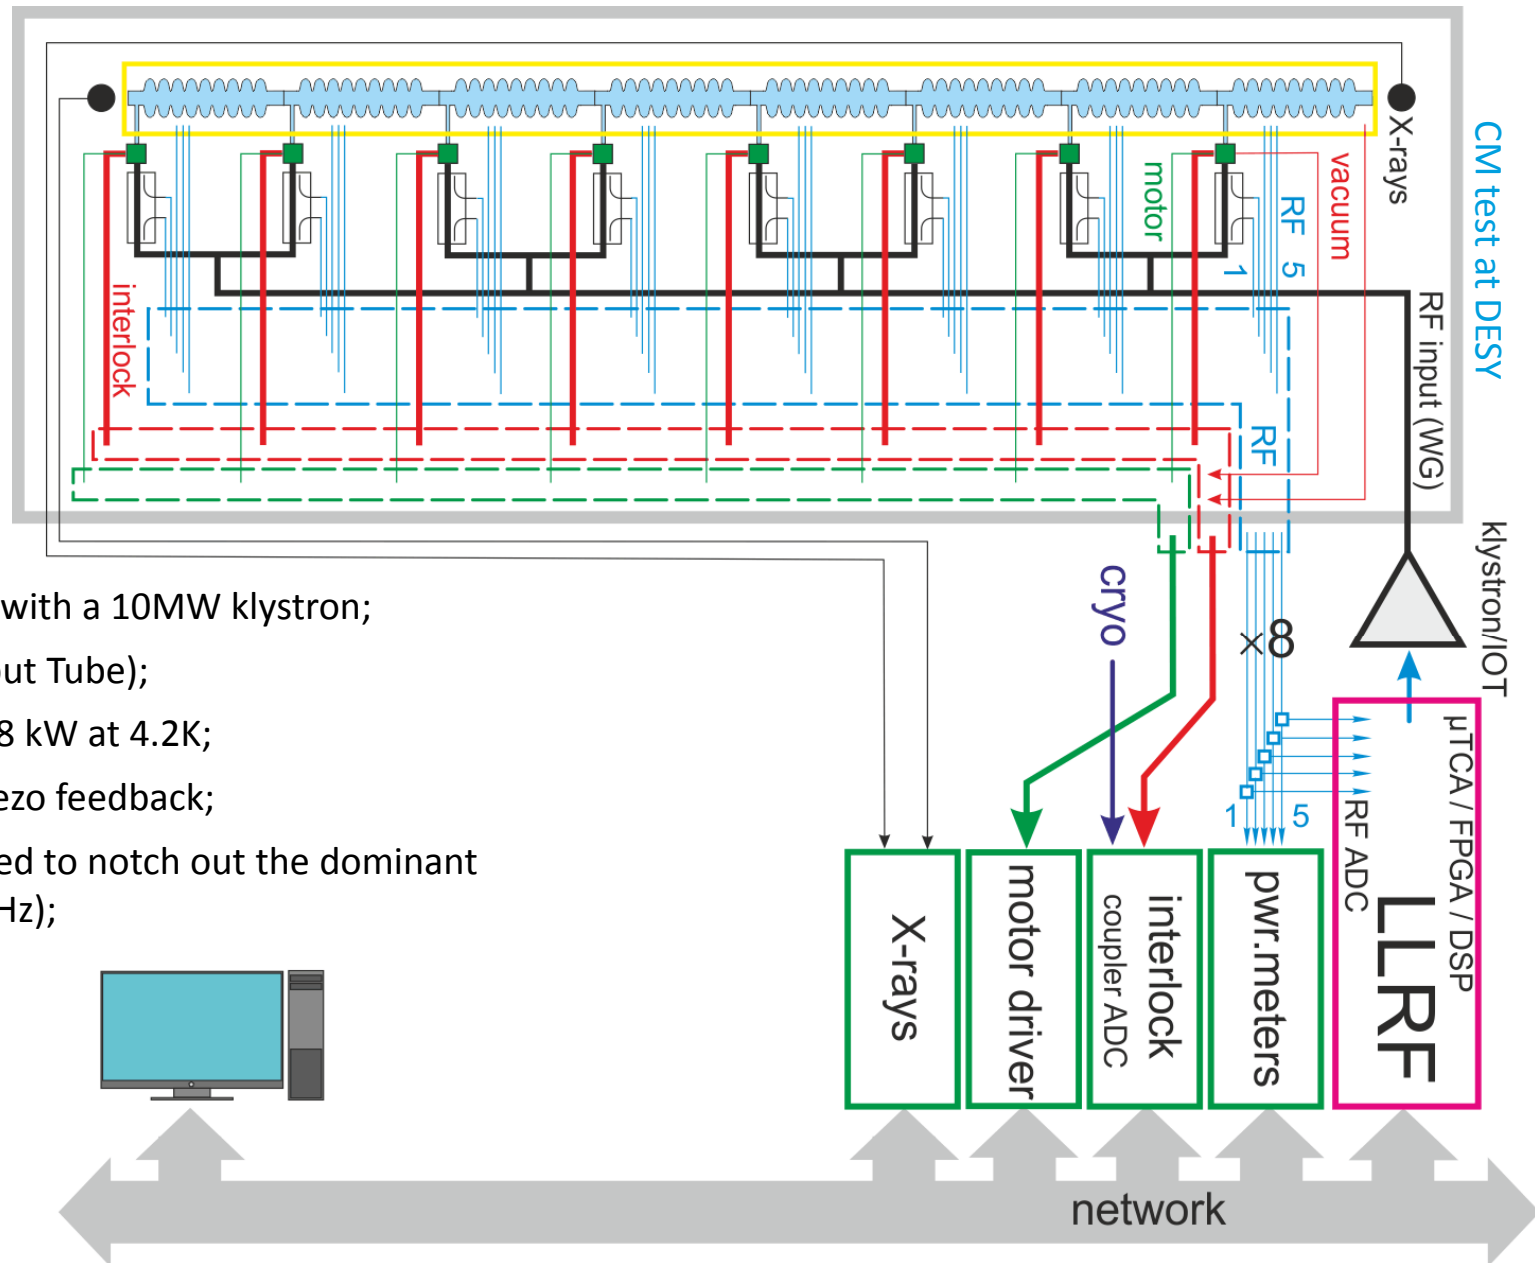 X-rays
CM test at DESY
vacuum
motor
RF 5
1
interlock
RF input (WG)
RF
klystron/IOT
cryo
×8
with a 10MW klystron;
out Tube);
8 kW at 4.2K;
ezo feedback;
ed to notch out the dominant
Hz);
1 5
X-rays
motor driver
interlock
coupler ADC
pwr.meters
RF ADC
LLRF
µTCA / FPGA / DSP
network